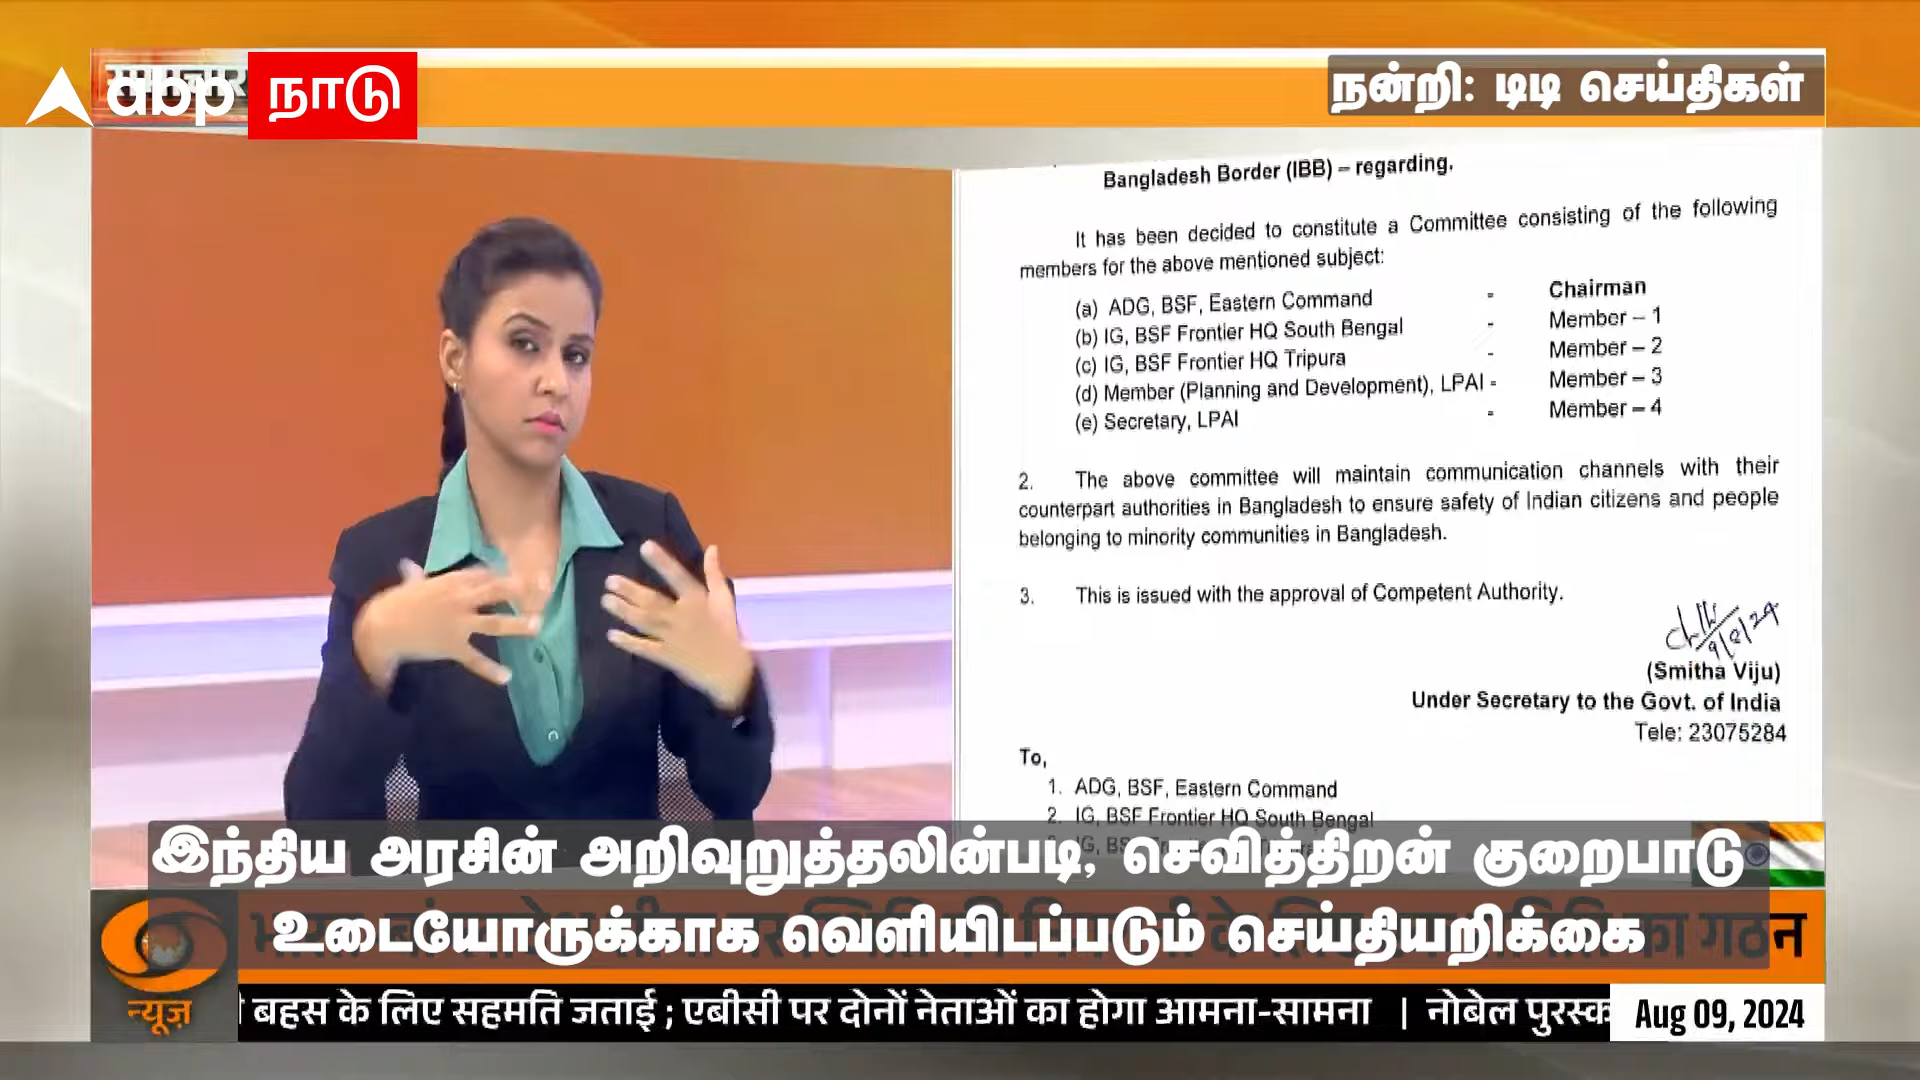 abp நாடு
நன்றி: டிடி செய்திகள்
Bangladesh Border (IBB) – regarding.
It has been decided to constitute a Committee consisting of the following
members for the above mentioned subject:
(a) ADG, BSF, Eastern Command - Chairman
(b) IG, BSF Frontier HQ South Bengal - Member – 1
(c) IG, BSF Frontier HQ Tripura - Member – 2
(d) Member (Planning and Development), LPAI - Member – 3
(e) Secretary, LPAI - Member – 4
2. The above committee will maintain communication channels with their
counterpart authorities in Bangladesh to ensure safety of Indian citizens and people
belonging to minority communities in Bangladesh.
3. This is issued with the approval of Competent Authority.
9/8/24
(Smitha Viju)
Under Secretary to the Govt. of India
Tele: 23075284
To,
1. ADG, BSF, Eastern Command
2. IG, BSF Frontier HQ South Bengal
இந்திய அரசின் அறிவுறுத்தலின்படி, செவித்திறன் குறைபாடு
உடையோருக்காக வெளியிடப்படும் செய்தியறிக்கை
का गठन
न्यूज़
बहस के लिए सहमति जताई ; एबीसी पर दोनों नेताओं का होगा आमना-सामना | नोबेल
Aug 09, 2024